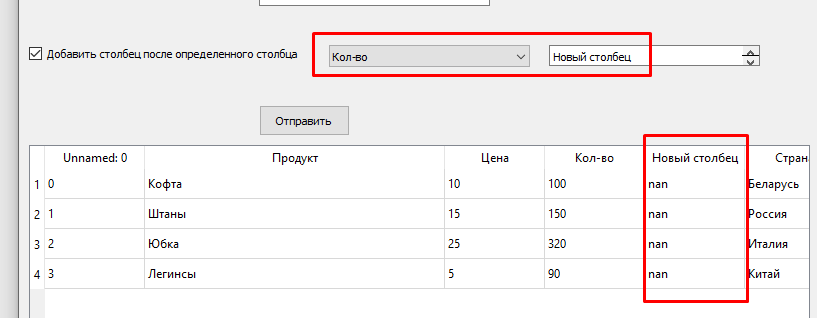 Добавить столбец после определенного столбца Кол-во Новый столбец
Отправить
Unnamed: 0 Продукт Цена Кол-во Новый столбец Стран
1 0 Кофта 10 100 nan Беларусь
2 1 Штаны 15 150 nan Россия
3 2 Юбка 25 320 nan Италия
4 3 Легинсы 5 90 nan Китай